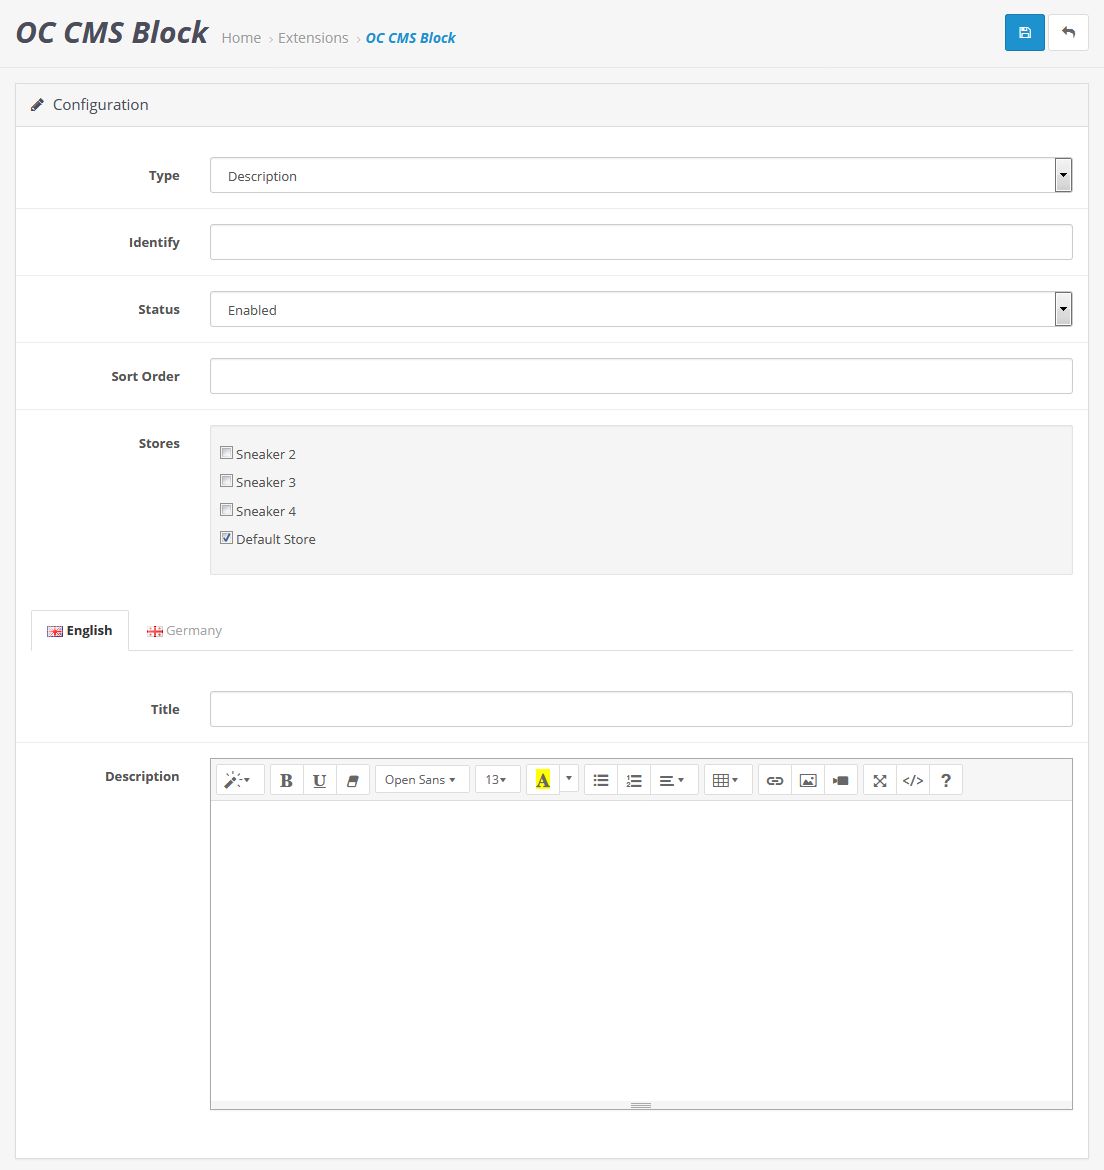 OC CMS Block Home › Extensions › OC CMS Block
Configuration
Type Description
Identify
Status Enabled
Sort Order
Stores
Sneaker 2
Sneaker 3
Sneaker 4
Default Store
English Germany
Title
Description B U Open Sans 13 A </> ?